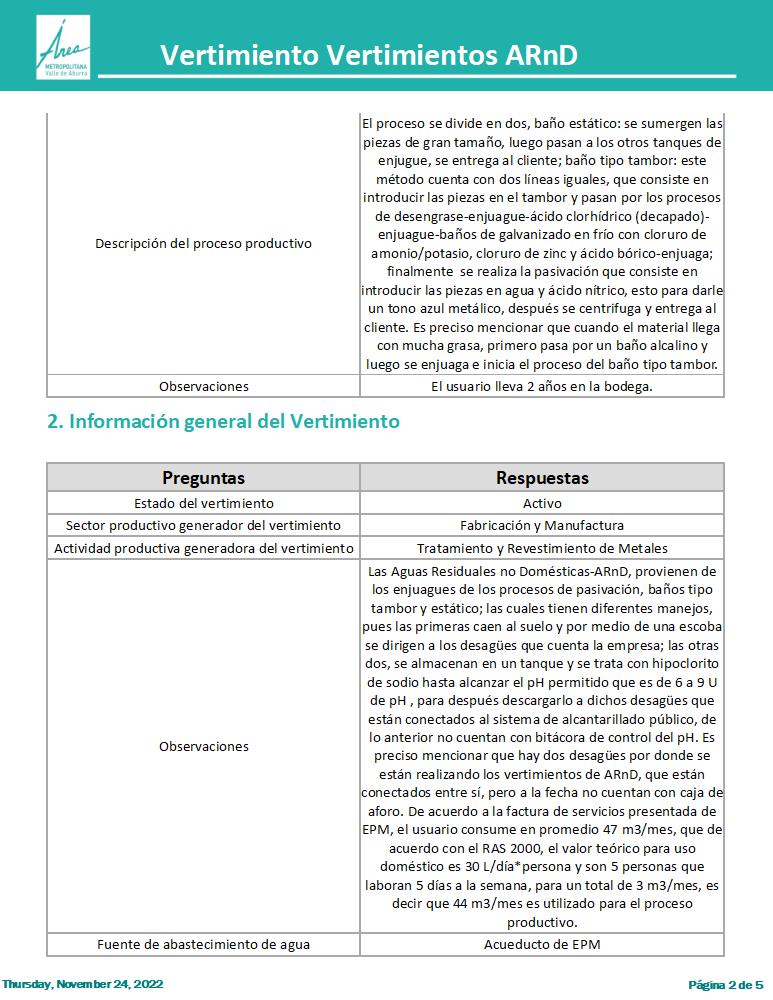 Área
METROPOLITANA
Valle de Aburrá
Vertimiento Vertimientos ARnD
Descripción del proceso productivo
El proceso se divide en dos, baño estático: se sumergen las
piezas de gran tamaño, luego pasan a los otros tanques de
enjugue, se entrega al cliente; baño tipo tambor: este
método cuenta con dos líneas iguales, que consiste en
introducir las piezas en el tambor y pasan por los procesos
de desengrase-enjuague-ácido clorhídrico (decapado)-
enjuague-baños de galvanizado en frío con cloruro de
amonio/potasio, cloruro de zinc y ácido bórico-enjuaga;
finalmente se realiza la pasivación que consiste en
introducir las piezas en agua y ácido nítrico, esto para darle
un tono azul metálico, después se centrifuga y entrega al
cliente. Es preciso mencionar que cuando el material llega
con mucha grasa, primero pasa por un baño alcalino y
luego se enjuaga e inicia el proceso del baño tipo tambor.
Observaciones
El usuario lleva 2 años en la bodega.
2. Información general del Vertimiento
Preguntas
Respuestas
Estado del vertimiento
Activo
Sector productivo generador del vertimiento
Fabricación y Manufactura
Actividad productiva generadora del vertimiento
Tratamiento y Revestimiento de Metales
Observaciones
Las Aguas Residuales no Domésticas-ARnD, provienen de
los enjuagues de los procesos de pasivación, baños tipo
tambor y estático; las cuales tienen diferentes manejos,
pues las primeras caen al suelo y por medio de una escoba
se dirigen a los desagües que cuenta la empresa; las otras
dos, se almacenan en un tanque y se trata con hipoclorito
de sodio hasta alcanzar el pH permitido que es de 6 a 9 U
de pH , para después descargarlo a dichos desagües que
están conectados al sistema de alcantarillado público, de
lo anterior no cuentan con bitácora de control del pH. Es
preciso mencionar que hay dos desagües por donde se
están realizando los vertimientos de ARnD, que están
conectados entre sí, pero a la fecha no cuentan con caja de
aforo. De acuerdo a la factura de servicios presentada de
EPM, el usuario consume en promedio 47 m3/mes, que de
acuerdo con el RAS 2000, el valor teórico para uso
doméstico es 30 L/día*persona y son 5 personas que
laboran 5 días a la semana, para un total de 3 m3/mes, es
decir que 44 m3/mes es utilizado para el proceso
productivo.
Fuente de abastecimiento de agua
Acueducto de EPM
Thursday, November 24, 2022
Página 2 de 5